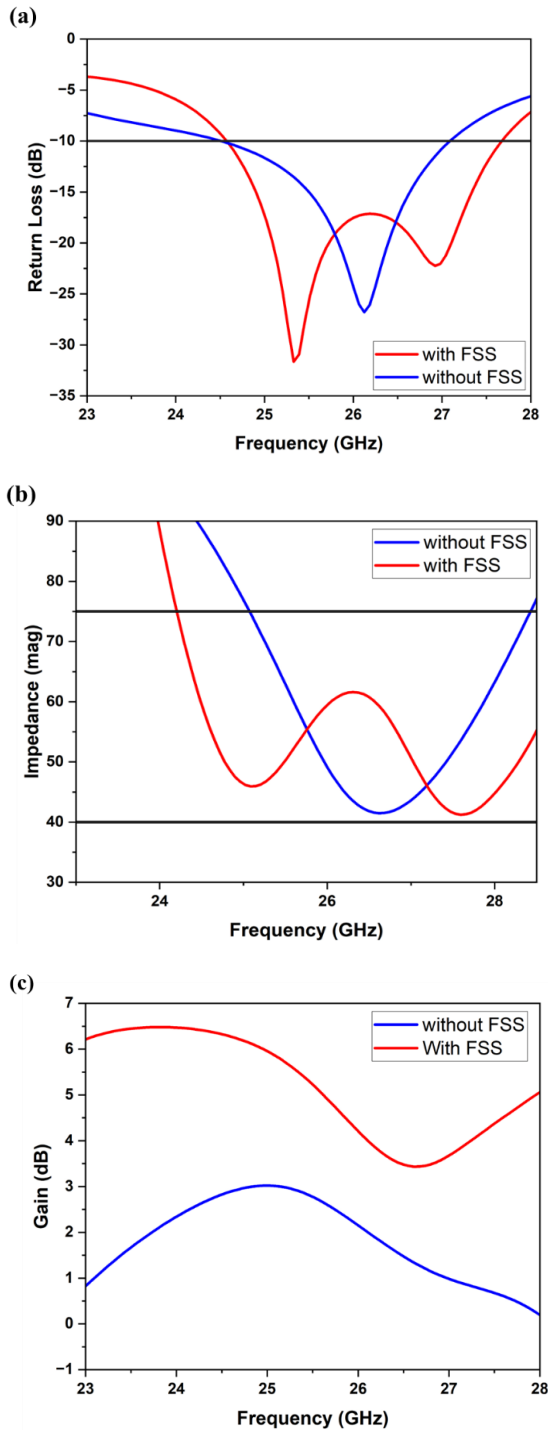 (a)
0
−5
−10
−15
−20
−25
−30
−35
Return Loss (dB)
with FSS
without FSS
23 24 25 26 27 28
Frequency (GHz)
(b)
90
80
70
60
50
40
30
Impedance (mag)
without FSS
with FSS
24 26 28
Frequency (GHz)
(c)
7
6
5
4
3
2
1
0
−1
Gain (dB)
without FSS
With FSS
23 24 25 26 27 28
Frequency (GHz)